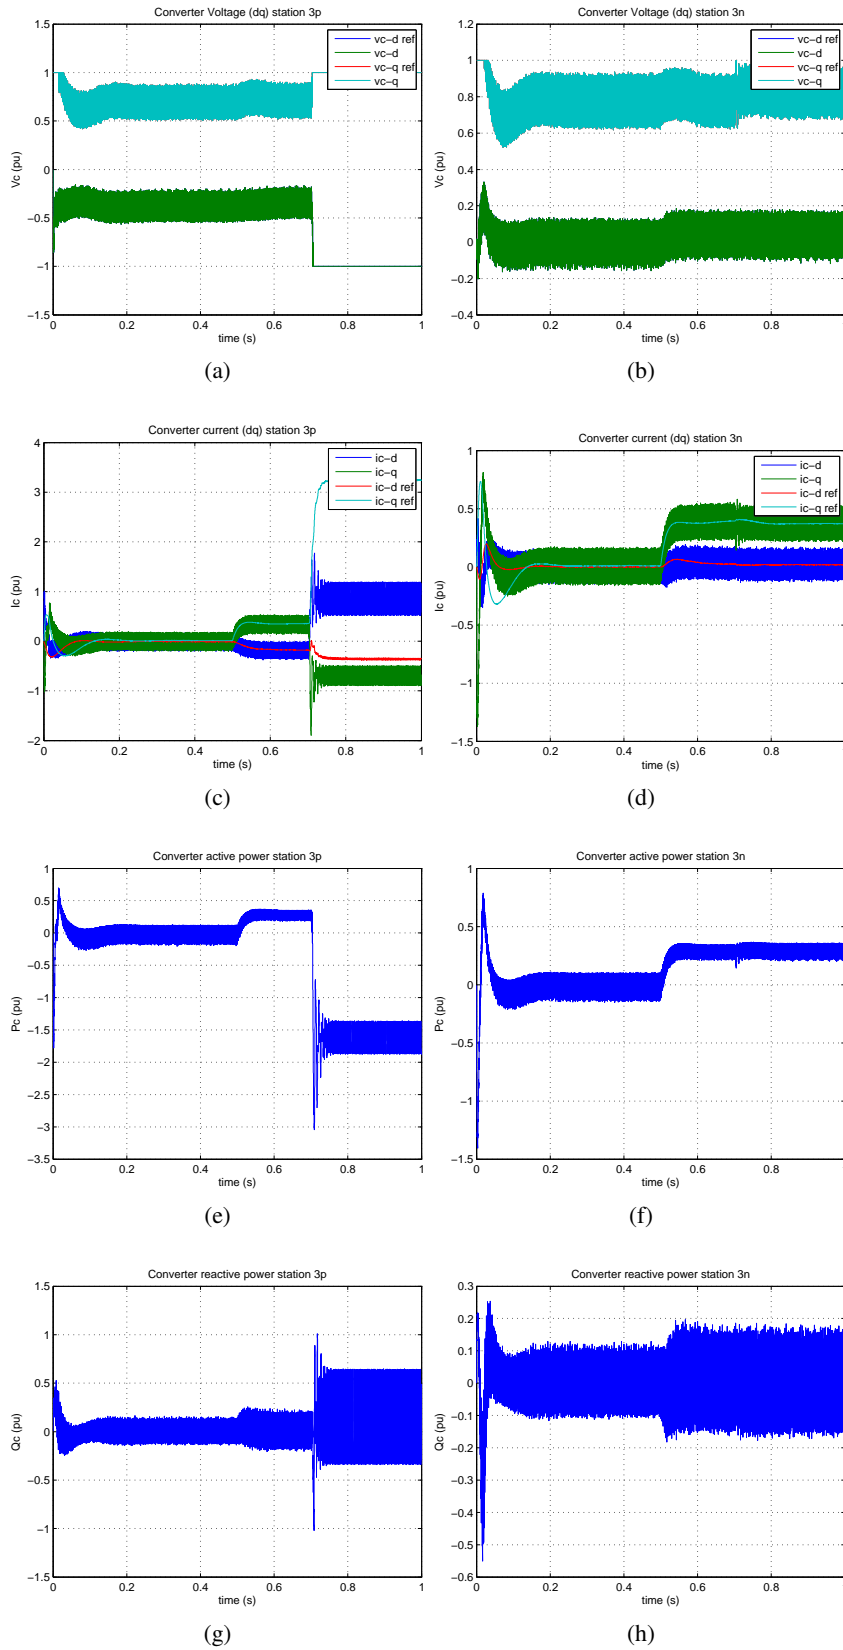 Converter Voltage (dq) station 3p
1.5
1
0.5
0
−0.5
−1
−1.5
Vc (pu)
vc−d ref
vc−d
vc−q ref
vc−q
0 0.2 0.4 0.6 0.8 1
time (s)
(a)
Converter Voltage (dq) station 3n
1.2
1
0.8
0.6
0.4
0.2
0
−0.2
−0.4
Vc (pu)
vc−d ref
vc−d
vc−q ref
vc−q
0 0.2 0.4 0.6 0.8 1
time (s)
(b)
Converter current (dq) station 3p
4
3
2
1
0
−1
−2
Ic (pu)
ic−d
ic−q
ic−d ref
ic−q ref
0 0.2 0.4 0.6 0.8 1
time (s)
(c)
Converter current (dq) station 3n
1
0.5
0
−0.5
−1
−1.5
Ic (pu)
ic−d
ic−q
ic−d ref
ic−q ref
0 0.2 0.4 0.6 0.8 1
time (s)
(d)
Converter active power station 3p
1
0.5
0
−0.5
−1
−1.5
−2
−2.5
−3
−3.5
Pc (pu)
0 0.2 0.4 0.6 0.8 1
time (s)
(e)
Converter active power station 3n
1
0.5
0
−0.5
−1
−1.5
Pc (pu)
0 0.2 0.4 0.6 0.8 1
time (s)
(f)
Converter reactive power station 3p
1.5
1
0.5
0
−0.5
−1
−1.5
Qc (pu)
0 0.2 0.4 0.6 0.8 1
time (s)
(g)
Converter reactive power station 3n
0.3
0.2
0.1
0
−0.1
−0.2
−0.3
−0.4
−0.5
−0.6
Qc (pu)
0 0.2 0.4 0.6 0.8 1
time (s)
(h)